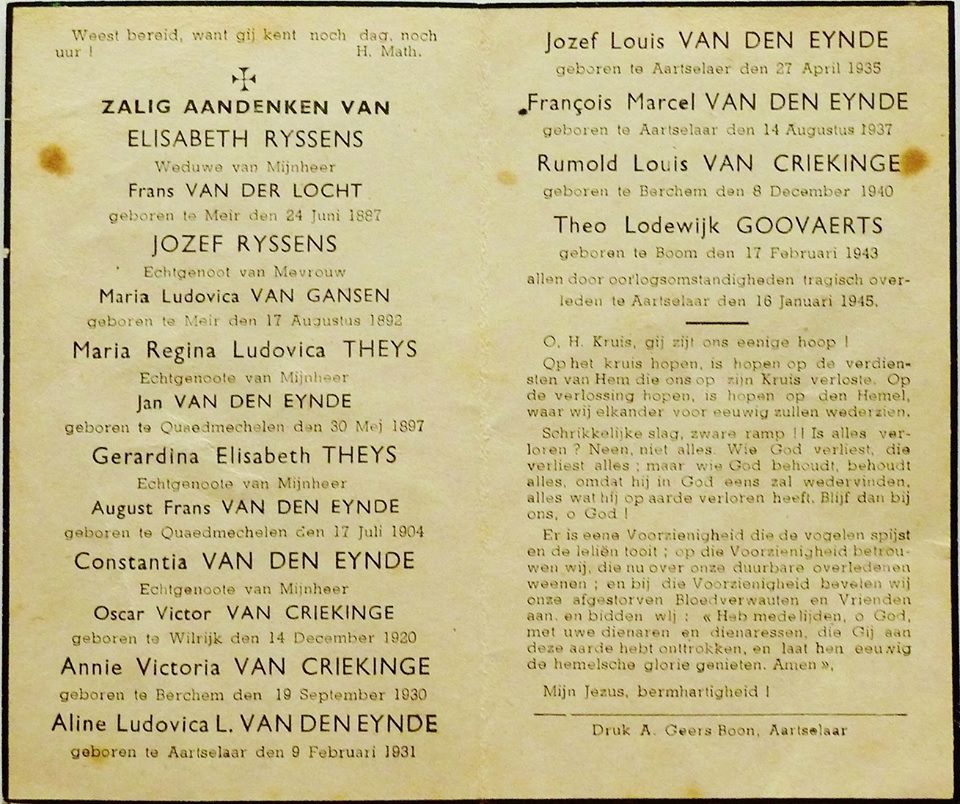 Weest bereid, want gij kent noch dag, noch
uur ! H. Math.
ZALIG AANDENKEN VAN
ELISABETH RYSSENS
Weduwe van Mijnheer
Frans VAN DER LOCHT
geboren te Meir den 24 Juni 1887
JOZEF RYSSENS
Echtgenoot van Mevrouw
Maria Ludovica VAN GANSEN
geboren te Meir den 17 Augustus 1892
Maria Regina Ludovica THEYS
Echtgenoote van Mijnheer
Jan VAN DEN EYNDE
geboren te Quaedmechelen den 30 Mej 1897
Gerardina Elisabeth THEYS
Echtgenoote van Mijnheer
August Frans VAN DEN EYNDE
geboren te Quaedmechelen den 17 Juli 1904
Constantia VAN DEN EYNDE
Echtgenoote van Mijnheer
Oscar Victor VAN CRIEKINGE
geboren te Wilrijk den 14 December 1920
Annie Victoria VAN CRIEKINGE
geboren te Berchem den 19 September 1930
Aline Ludovica L. VAN DEN EYNDE
geboren te Aartselaar den 9 Februari 1931
Jozef Louis VAN DEN EYNDE
geboren te Aartselaer den 27 April 1935
François Marcel VAN DEN EYNDE
geboren te Aartselaar den 14 Augustus 1937
Rumold Louis VAN CRIEKINGE
geboren te Berchem den 8 December 1940
Theo Lodewijk GOOVAERTS
geboren te Boom den 17 Februari 1943
allen door oorlogsomstandigheden tragisch over-
leden te Aartselaar den 16 Januari 1945.
O, H. Kruis, gij zijt ons eenige hoop !
Op het kruis hopen, is hopen op de verdien-
sten van Hem die ons op zijn Kruis verloste. Op
de verlossing hopen, is hopen op den Hemel,
waar wij elkander voor eeuwig zullen wederzien.
Schrikkelijke slag, zware ramp !! Is alles ver-
loren ? Neen, niet alles. Wie God verliest, die
verliest alles ; maar wie God behoudt, behoudt
alles, omdat hij in God eens zal wedervinden,
alles wat hij op aarde verloren heeft. Blijf dan bij
ons, o God !
Er is eene Voorzienigheid die de vogelen spijst
en de leliën tooit ; op die Voorzienigheid betrou-
wen wij, die nu over onze duurbare overledenen
weenen ; en bij die Voorzienigheid bevelen wij
onze afgestorven Bloedverwauten en Vrienden
aan, en bidden wij : « Heb medelijden, o God,
met uwe dienaren en dienaressen, die Gij aan
deze aarde hebt onttrokken, en laat hen eeuwig
de hemelsche glorie genieten. Amen »,
Mijn Jezus, bermhartigheid !
Druk A. Geers Boon, Aartselaar